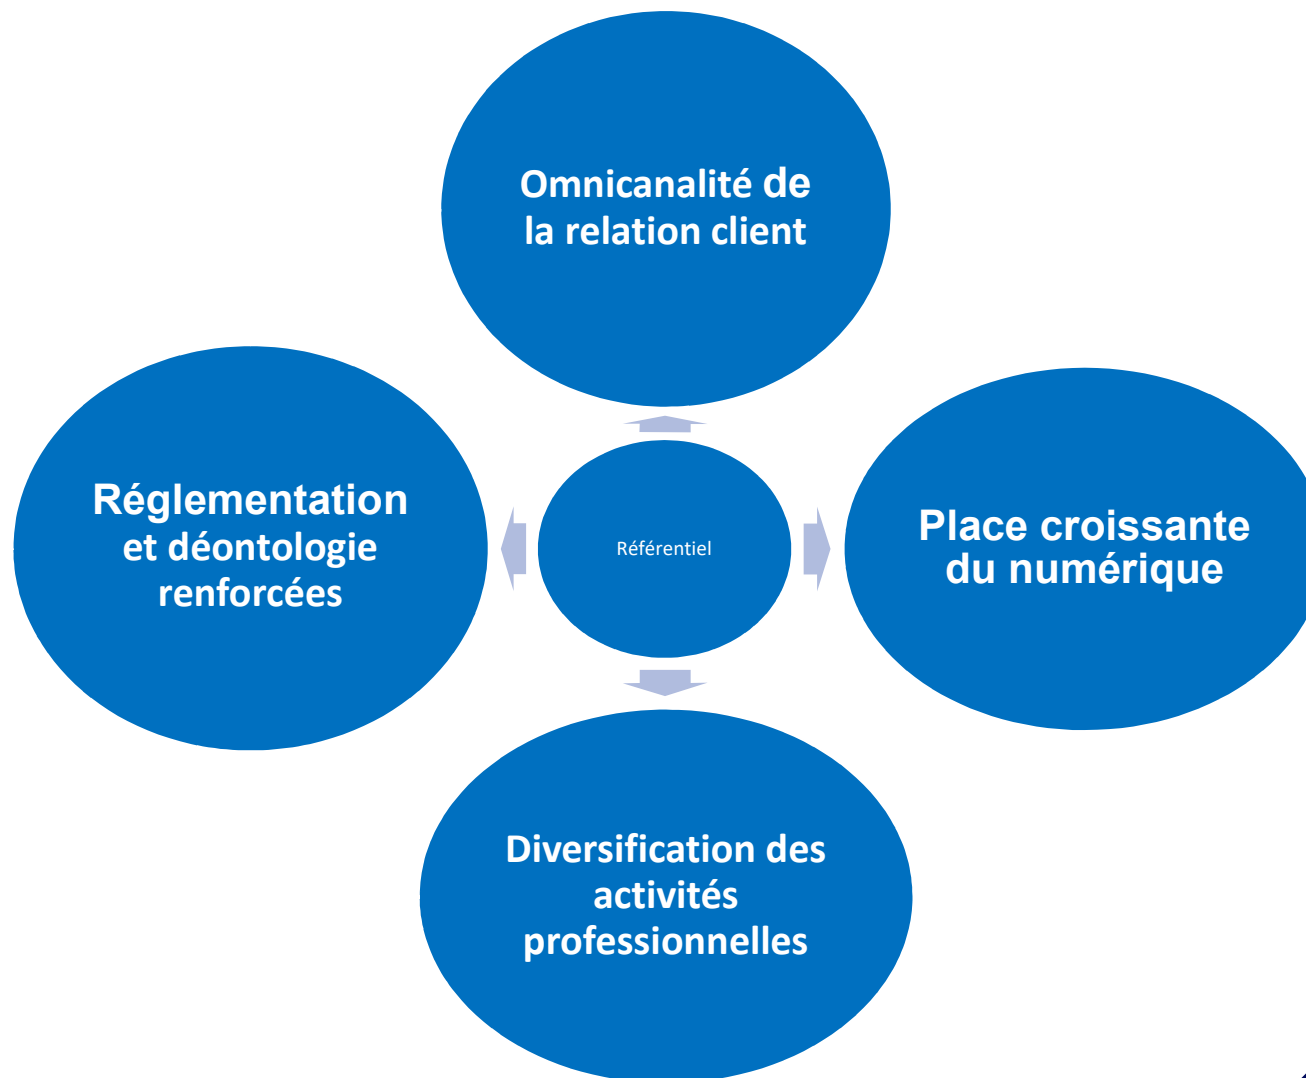 Omnicanalité de
la relation client
Réglementation
et déontologie
renforcées
Référentiel
Place croissante
du numérique
Diversification des
activités
professionnelles